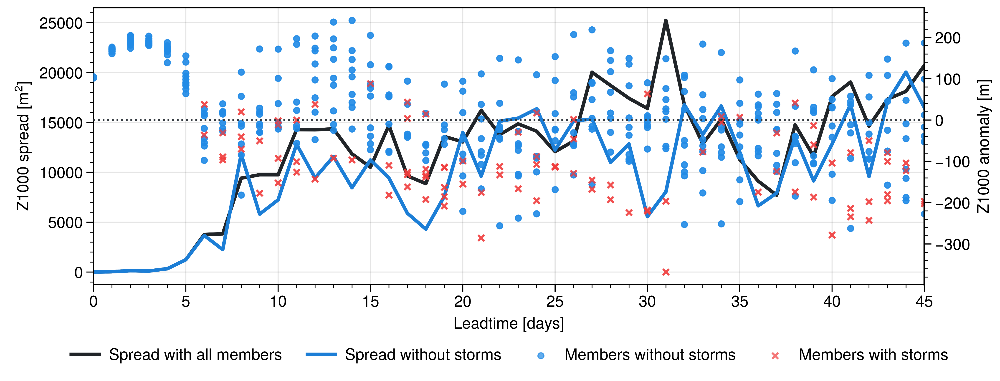 25000
20000
15000
10000
5000
0
Z1000 spread [m²]
200
100
0
−100
−200
−300
Z1000 anomaly [m]
0 5 10 15 20 25 30 35 40 45
Leadtime [days]
Spread with all members Spread without storms Members without storms Members with storms